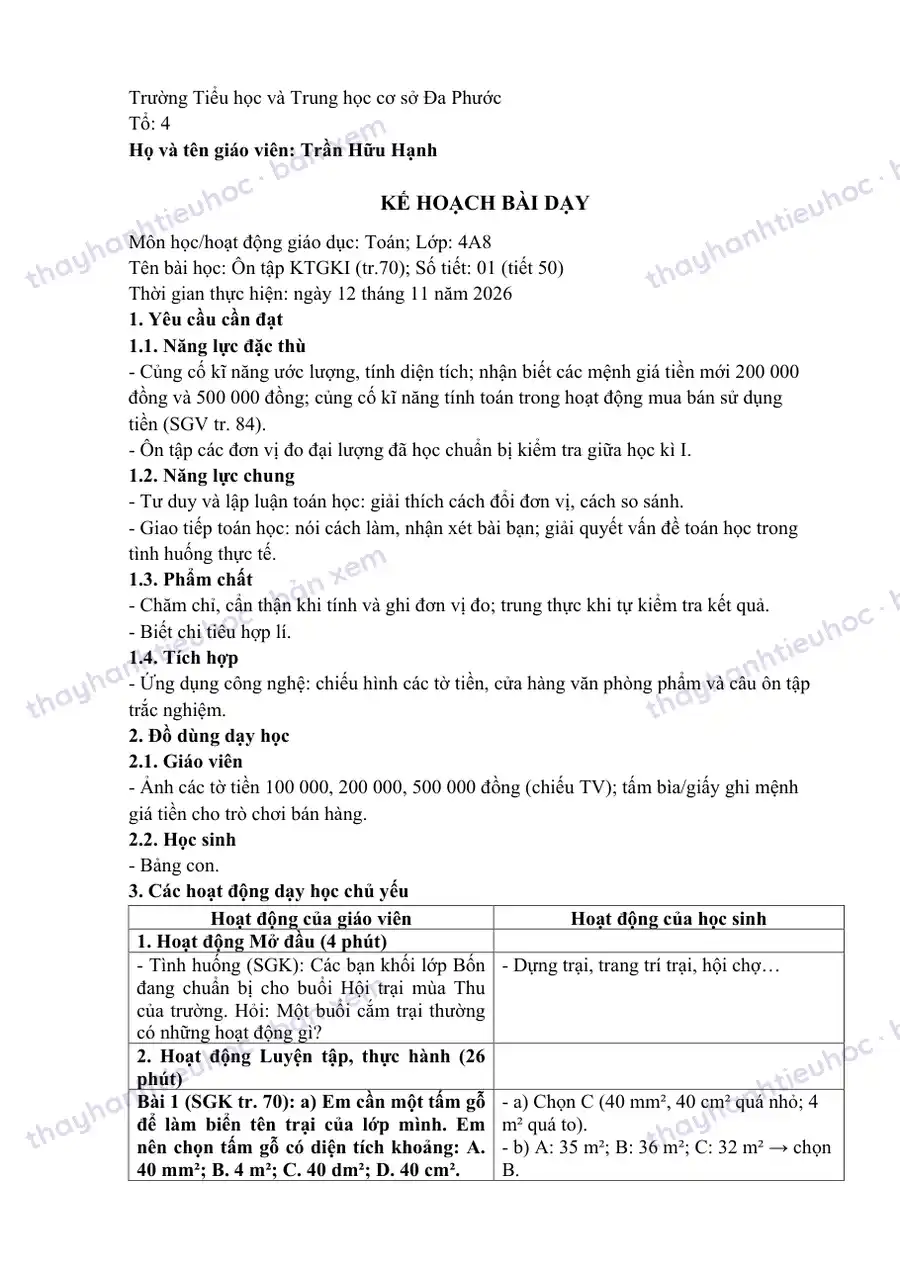 Trường Tiểu học và Trung học cơ sở Đa Phước
Tổ: 4
Họ và tên giáo viên: Trần Hữu Hạnh
KẾ HOẠCH BÀI DẠY
Môn học/hoạt động giáo dục: Toán; Lớp: 4A8
Tên bài học: Ôn tập KTGKI (tr.70); Số tiết: 01 (tiết 50)
Thời gian thực hiện: ngày 12 tháng 11 năm 2026
1. Yêu cầu cần đạt
1.1. Năng lực đặc thù
- Củng cố kĩ năng ước lượng, tính diện tích; nhận biết các mệnh giá tiền mới 200 000
đồng và 500 000 đồng; củng cố kĩ năng tính toán trong hoạt động mua bán sử dụng
tiền (SGV tr. 84).
- Ôn tập các đơn vị đo đại lượng đã học chuẩn bị kiểm tra giữa học kì I.
1.2. Năng lực chung
- Tư duy và lập luận toán học: giải thích cách đổi đơn vị, cách so sánh.
- Giao tiếp toán học: nói cách làm, nhận xét bài bạn; giải quyết vấn đề toán học trong
tình huống thực tế.
1.3. Phẩm chất
- Chăm chỉ, cẩn thận khi tính và ghi đơn vị đo; trung thực khi tự kiểm tra kết quả.
- Biết chi tiêu hợp lí.
1.4. Tích hợp
- Ứng dụng công nghệ: chiếu hình các tờ tiền, cửa hàng văn phòng phẩm và câu ôn tập
trắc nghiệm.
2. Đồ dùng dạy học
2.1. Giáo viên
- Ảnh các tờ tiền 100 000, 200 000, 500 000 đồng (chiếu TV); tấm bìa/giấy ghi mệnh
giá tiền cho trò chơi bán hàng.
2.2. Học sinh
- Bảng con.
3. Các hoạt động dạy học chủ yếu
Hoạt động của giáo viên
Hoạt động của học sinh
1. Hoạt động Mở đầu (4 phút)
- Tình huống (SGK): Các bạn khối lớp Bốn
đang chuẩn bị cho buổi Hội trại mùa Thu
của trường. Hỏi: Một buổi cắm trại thường
có những hoạt động gì?
- Dựng trại, trang trí trại, hội chợ…
2. Hoạt động Luyện tập, thực hành (26
phút)
Bài 1 (SGK tr. 70): a) Em cần một tấm gỗ
để làm biển tên trại của lớp mình. Em
nên chọn tấm gỗ có diện tích khoảng: A.
40 mm²; B. 4 m²; C. 40 dm²; D. 40 cm².
- a) Chọn C (40 mm², 40 cm² quá nhỏ; 4
m² quá to).
- b) A: 35 m²; B: 36 m²; C: 32 m² → chọn
B.
thayhanhtieuhoc · bản xem
thayhanhtieuhoc · b
thayhanhtieuhoc · bản xem
thayhanhtieuhoc · b
thayhanhtieuhoc · bản xem
thayhanhtieuhoc · b